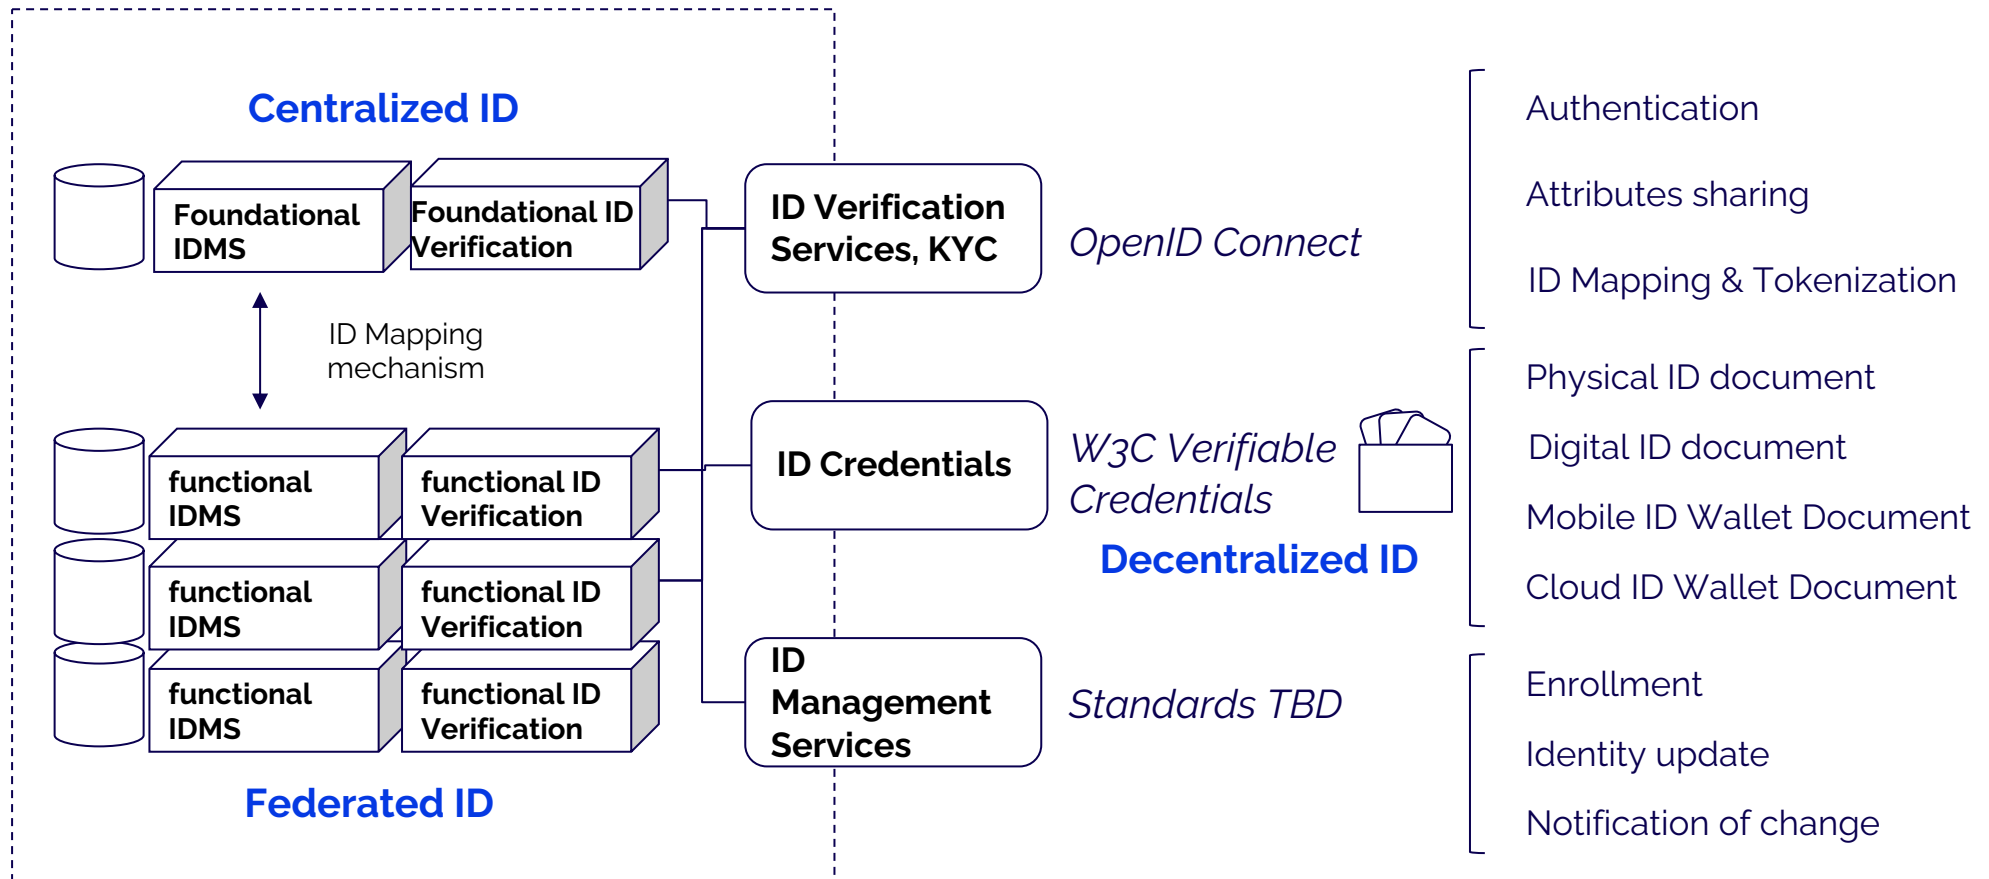 Centralized ID
Foundational
IDMS
Foundational ID
Verification
ID Mapping
mechanism
functional
IDMS
functional ID
Verification
functional
IDMS
functional ID
Verification
functional
IDMS
functional ID
Verification
Federated ID
ID Verification
Services, KYC
OpenID Connect
ID Credentials
W3C Verifiable
Credentials
Decentralized ID
ID
Management
Services
Standards TBD
Authentication
Attributes sharing
ID Mapping & Tokenization
Physical ID document
Digital ID document
Mobile ID Wallet Document
Cloud ID Wallet Document
Enrollment
Identity update
Notification of change